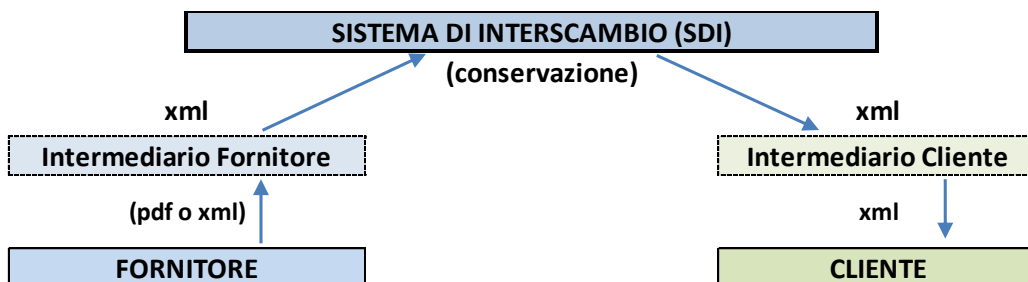 SISTEMA DI INTERSCAMBIO (SDI)
(conservazione)
xml
xml
Intermediario Fornitore
Intermediario Cliente
(pdf o xml)
xml
FORNITORE
CLIENTE